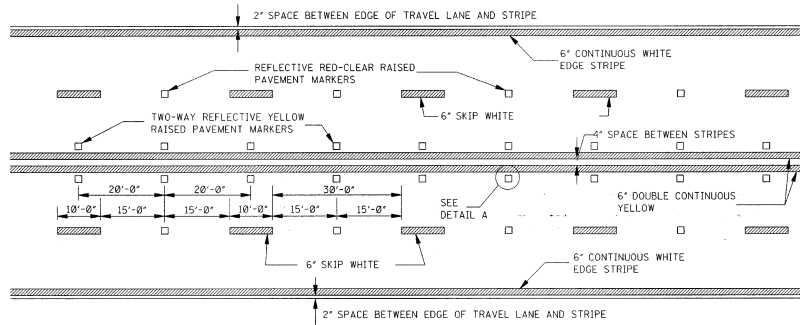 2" SPACE BETWEEN EDGE OF TRAVEL LANE AND STRIPE
6" CONTINUOUS WHITE
EDGE STRIPE
REFLECTIVE RED-CLEAR RAISED
PAVEMENT MARKERS
TWO-WAY REFLECTIVE YELLOW
RAISED PAVEMENT MARKERS
6" SKIP WHITE
4" SPACE BETWEEN STRIPES
20'-0" 20'-0" 30'-0"
SEE
DETAIL A
6" DOUBLE CONTINUOUS
YELLOW
10'-0" 15'-0" 15'-0" 10'-0" 15'-0" 15'-0"
6" SKIP WHITE
6" CONTINUOUS WHITE
EDGE STRIPE
2" SPACE BETWEEN EDGE OF TRAVEL LANE AND STRIPE